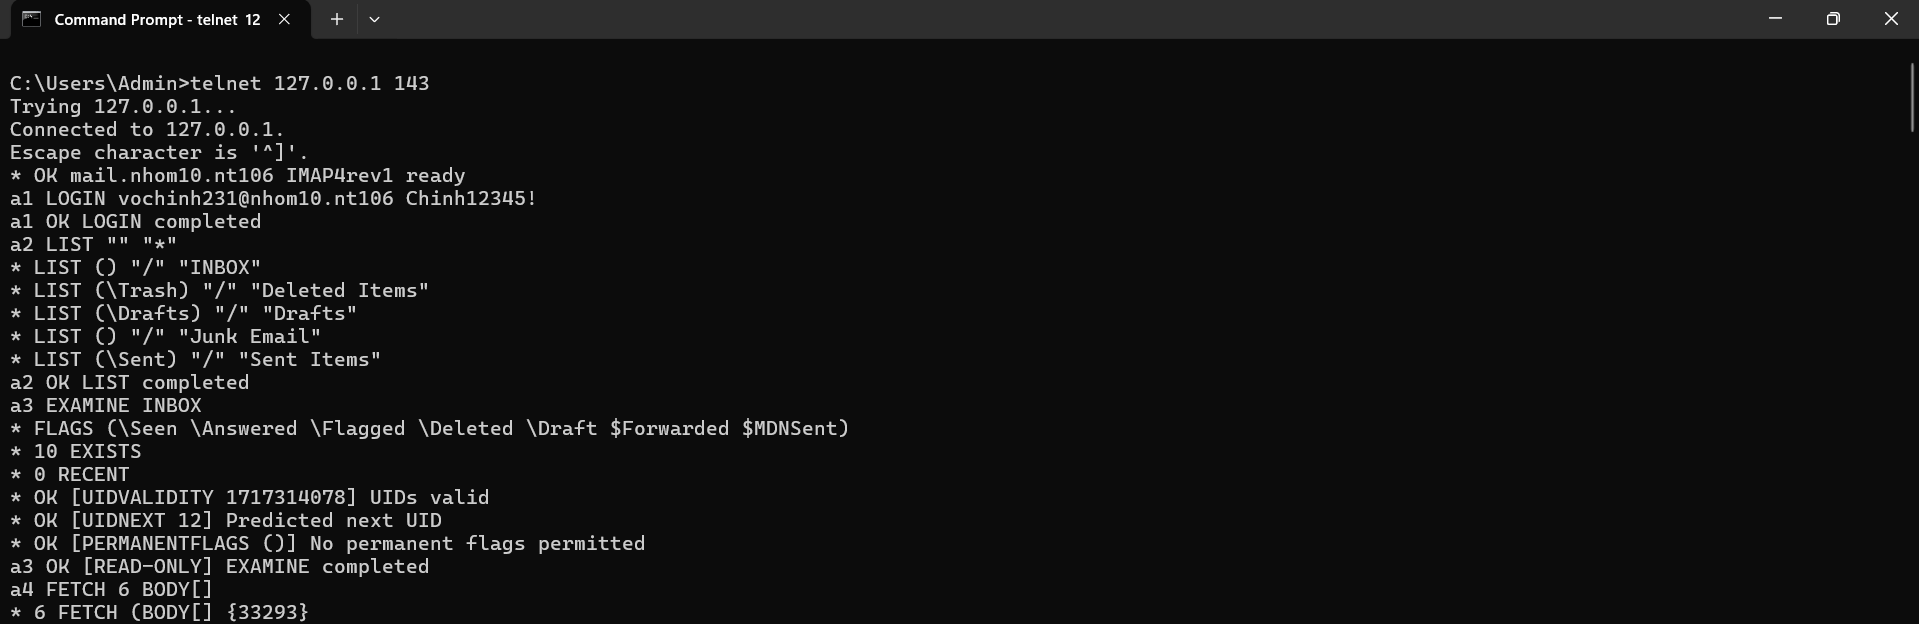 Command Prompt - telnet 12
C:\Users\Admin>telnet 127.0.0.1 143
Trying 127.0.0.1...
Connected to 127.0.0.1.
Escape character is '^]'.
* OK mail.nhom10.nt106 IMAP4rev1 ready
a1 LOGIN vochinh231@nhom10.nt106 Chinh12345!
a1 OK LOGIN completed
a2 LIST "" "*"
* LIST () "/" "INBOX"
* LIST (\Trash) "/" "Deleted Items"
* LIST (\Drafts) "/" "Drafts"
* LIST () "/" "Junk Email"
* LIST (\Sent) "/" "Sent Items"
a2 OK LIST completed
a3 EXAMINE INBOX
* FLAGS (\Seen \Answered \Flagged \Deleted \Draft $Forwarded $MDNSent)
* 10 EXISTS
* 0 RECENT
* OK [UIDVALIDITY 1717314078] UIDs valid
* OK [UIDNEXT 12] Predicted next UID
* OK [PERMANENTFLAGS ()] No permanent flags permitted
a3 OK [READ-ONLY] EXAMINE completed
a4 FETCH 6 BODY[]
* 6 FETCH (BODY[] {33293}